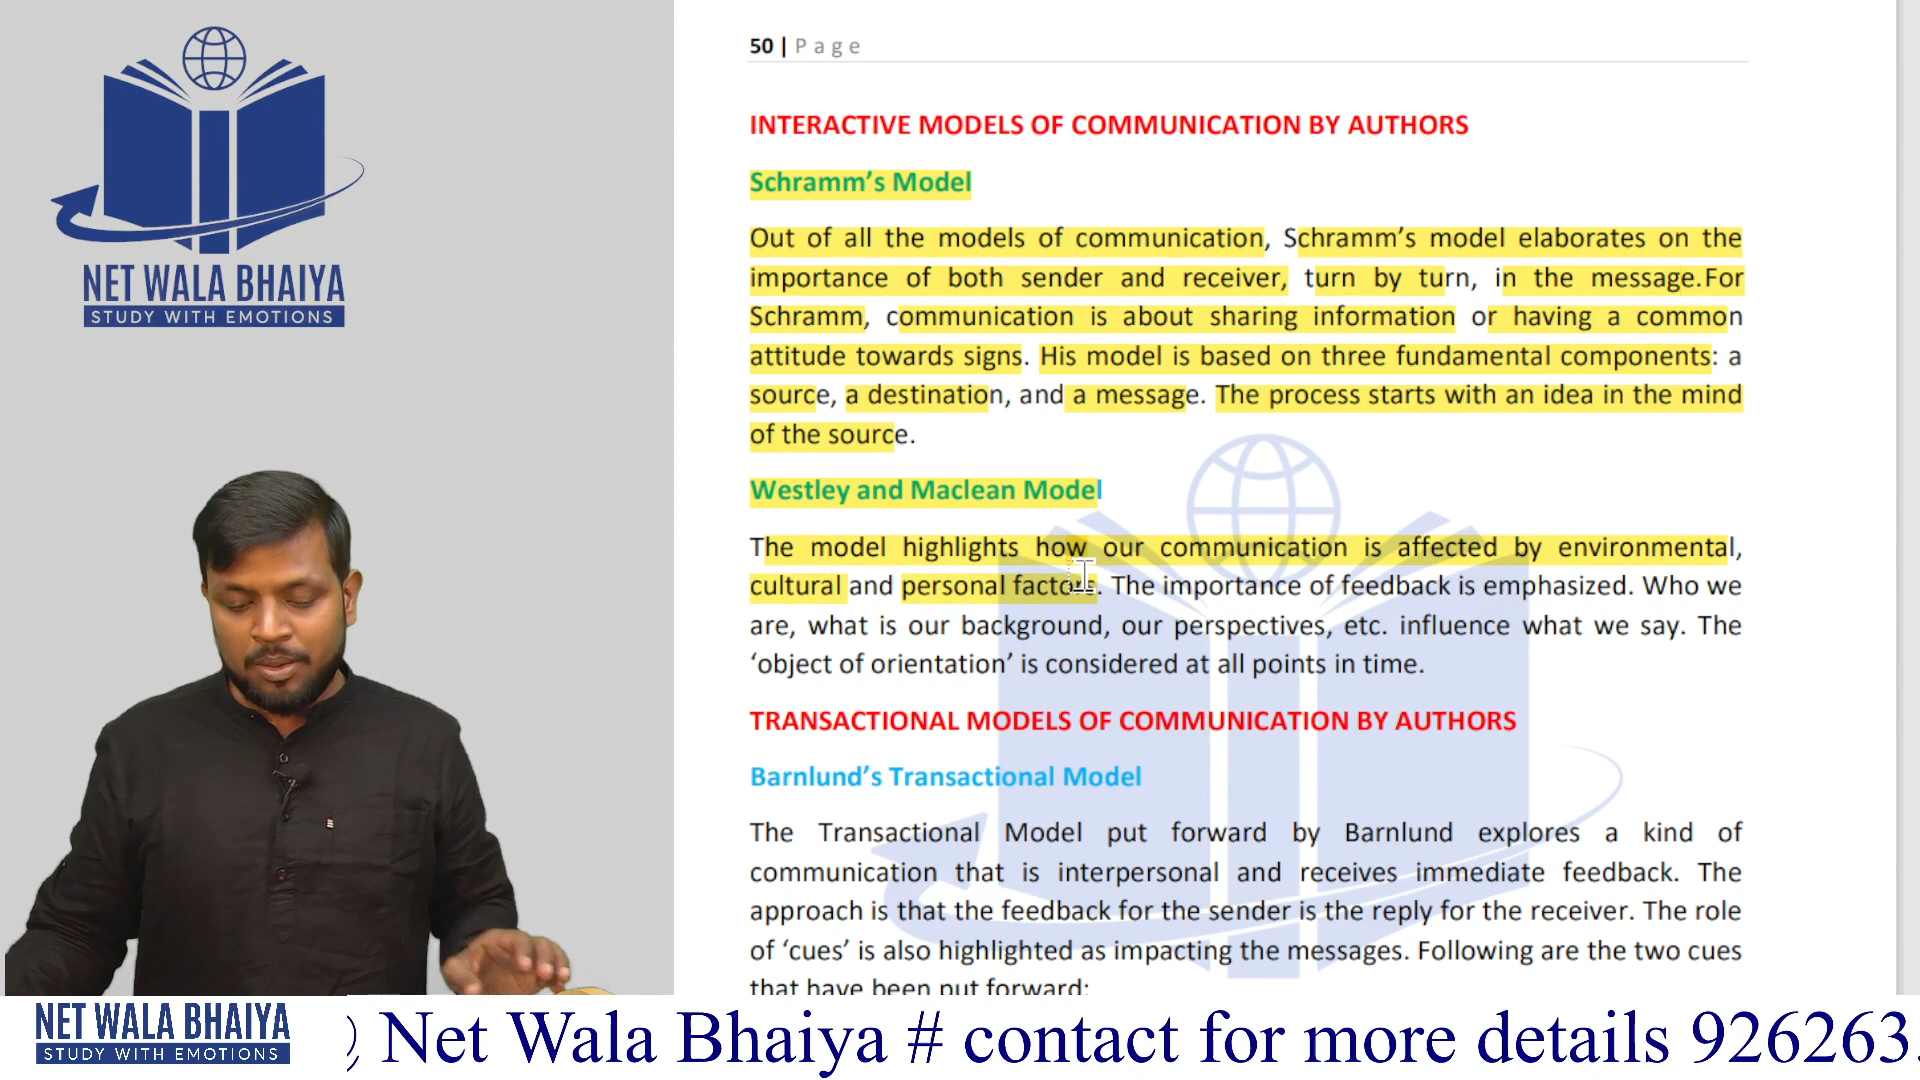 NET WALA BHAIYA
STUDY WITH EMOTIONS
50 | Page
INTERACTIVE MODELS OF COMMUNICATION BY AUTHORS
Schramm’s Model
Out of all the models of communication, Schramm’s model elaborates on the
importance of both sender and receiver, turn by turn, in the message.For
Schramm, communication is about sharing information or having a common
attitude towards signs. His model is based on three fundamental components: a
source, a destination, and a message. The process starts with an idea in the mind
of the source.
Westley and Maclean Model
The model highlights how our communication is affected by environmental,
cultural and personal factors. The importance of feedback is emphasized. Who we
are, what is our background, our perspectives, etc. influence what we say. The
‘object of orientation’ is considered at all points in time.
TRANSACTIONAL MODELS OF COMMUNICATION BY AUTHORS
Barnlund’s Transactional Model
The Transactional Model put forward by Barnlund explores a kind of
communication that is interpersonal and receives immediate feedback. The
approach is that the feedback for the sender is the reply for the receiver. The role
of ‘cues’ is also highlighted as impacting the messages. Following are the two cues
that have been put forward:
NET WALA BHAIYA
STUDY WITH EMOTIONS
) Net Wala Bhaiya # contact for more details 926263